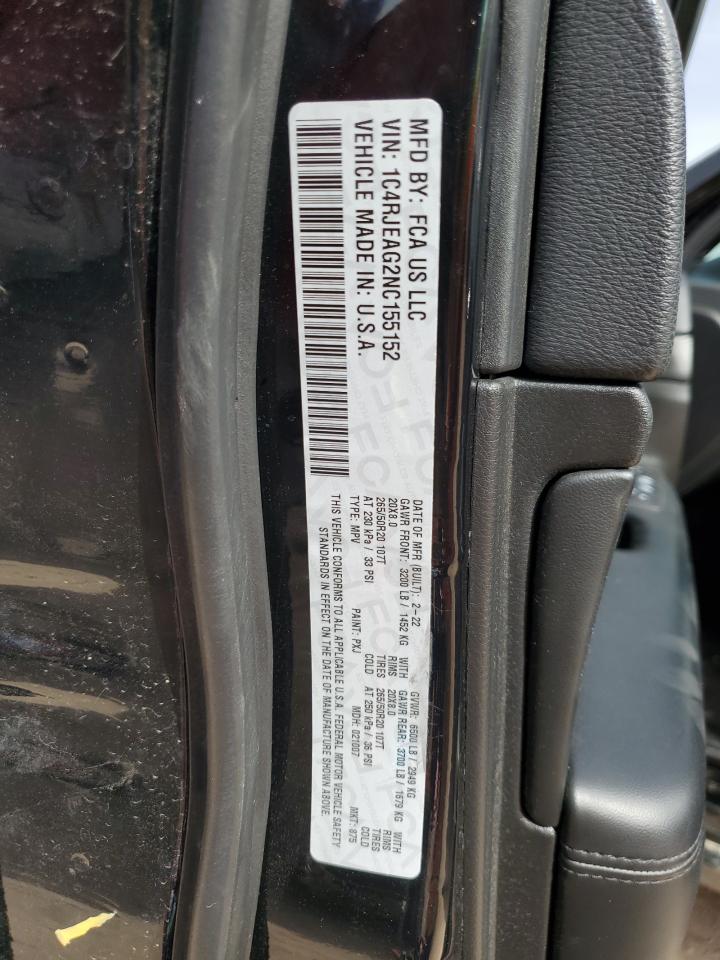 MFD BY: FCA US LLC
VIN: 1C4RJEAG2NC155152
VEHICLE MADE IN: U.S.A.
DATE OF MFR (BUILT): 2-22 GVWR: 6500 LB / 2949 KG
GAWR FRONT: 3200 LB / 1452 KG WITH GAWR REAR: 3700 LB / 1679 KG WITH
20X8.0 RIMS 20X8.0 RIMS
265/50R20 107T TIRES 265/50R20 107T TIRES
AT 230 kPa / 33 PSI COLD AT 250 kPa / 36 PSI COLD
TYPE: MPV PAINT: PXJ MDH: 021007 MKT: 875
THIS VEHICLE CONFORMS TO ALL APPLICABLE U.S.A. FEDERAL MOTOR VEHICLE SAFETY
STANDARDS IN EFFECT ON THE DATE OF MANUFACTURE SHOWN ABOVE.